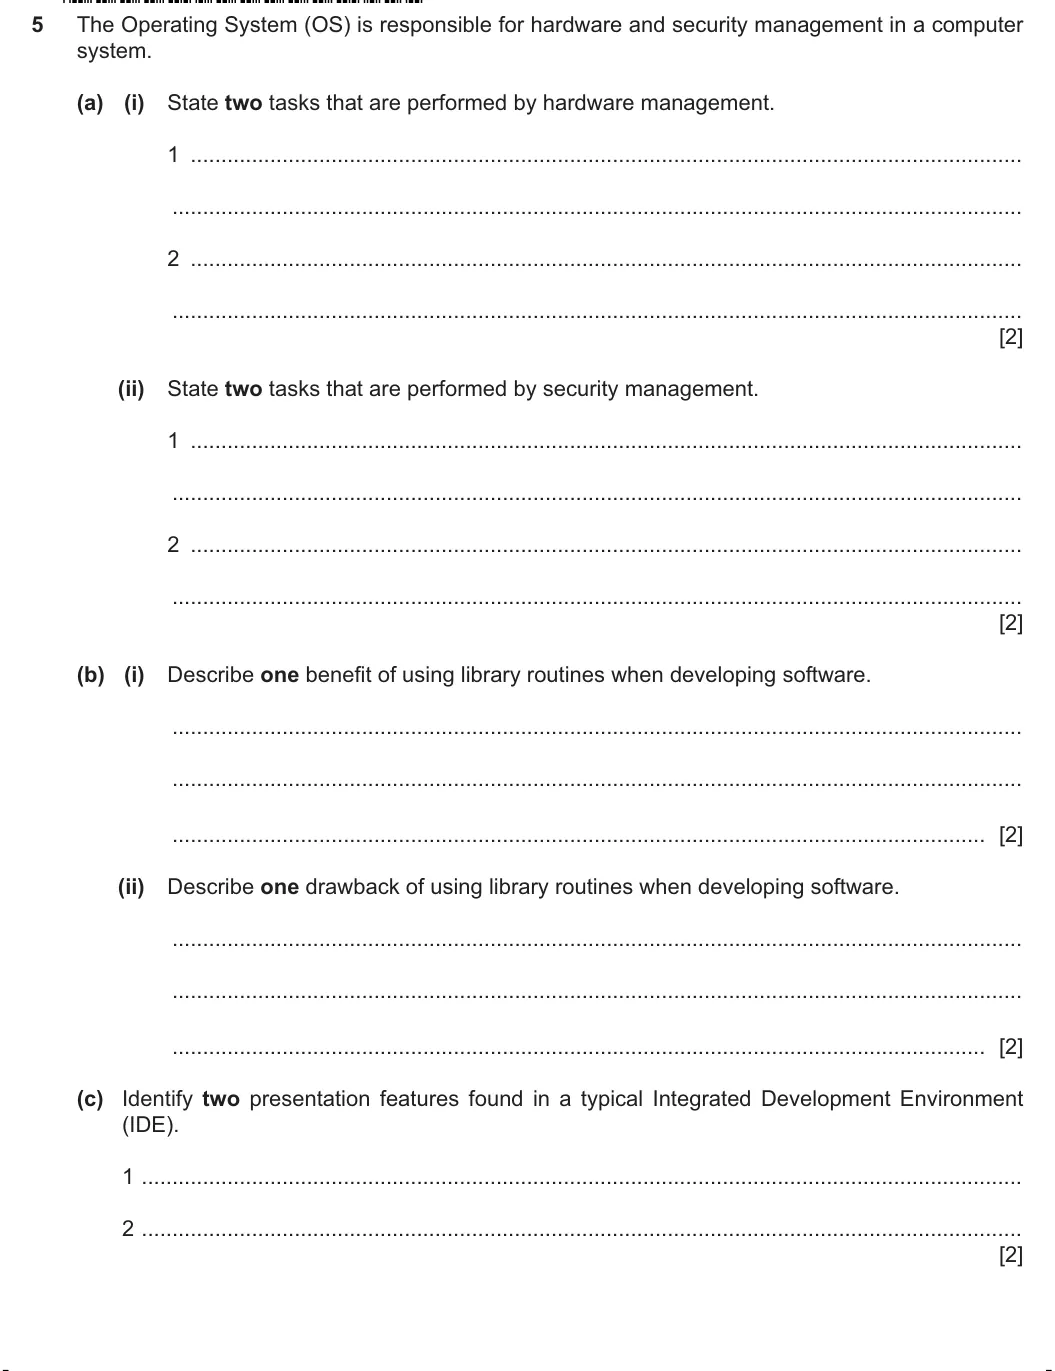 5 The Operating System (OS) is responsible for hardware and security management in a computer
system.
(a) (i) State two tasks that are performed by hardware management.
1 ..........................................................................................................................................
..........................................................................................................................................
2 ..........................................................................................................................................
..........................................................................................................................................
[2]
(ii) State two tasks that are performed by security management.
1 ..........................................................................................................................................
..........................................................................................................................................
2 ..........................................................................................................................................
..........................................................................................................................................
[2]
(b) (i) Describe one benefit of using library routines when developing software.
..........................................................................................................................................
..........................................................................................................................................
.................................................................................................................................... [2]
(ii) Describe one drawback of using library routines when developing software.
..........................................................................................................................................
..........................................................................................................................................
.................................................................................................................................... [2]
(c) Identify two presentation features found in a typical Integrated Development Environment
(IDE).
1 ..........................................................................................................................................
2 ..........................................................................................................................................
[2]